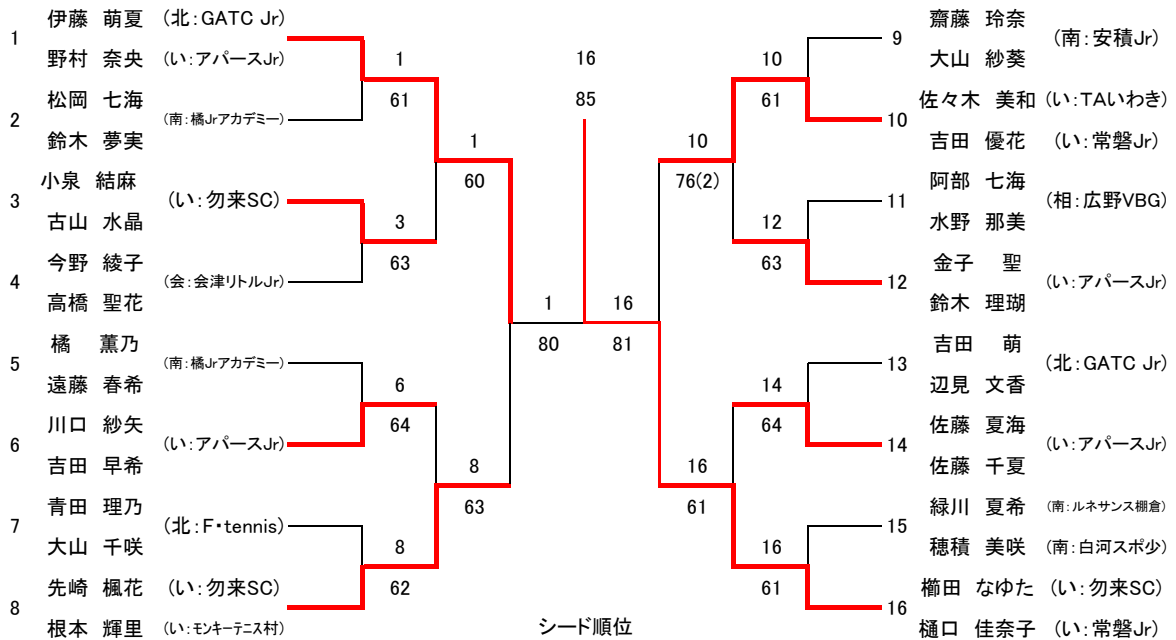 伊藤 萌夏 (北:GATC Jr)
1
野村 奈央 (い:アパースJr)
松岡 七海
2 (南:橘Jrアカデミー)
鈴木 夢実
小泉 結麻
3 (い:勿来SC)
古山 水晶
今野 綾子
4 (会:会津リトルJr)
高橋 聖花
橘 薫乃
5 (南:橘Jrアカデミー)
遠藤 春希
川口 紗矢
6 (い:アパースJr)
吉田 早希
青田 理乃
7 (北:F・tennis)
大山 千咲
先崎 楓花 (い:勿来SC)
8
根本 輝里 (い:モンキーテニス村)
1
61
3
63
6
64
8
62
1
60
8
63
1
80
16
85
16
81
10
76(2)
16
61
10
61
12
63
14
64
16
61
齋藤 玲奈
9 (南:安積Jr)
大山 紗葵
佐々木 美和 (い:TAいわき)
10
吉田 優花 (い:常磐Jr)
阿部 七海
11 (相:広野VBG)
水野 那美
金子 聖
12 (い:アパースJr)
鈴木 理瑚
吉田 萌
13 (北:GATC Jr)
辺見 文香
佐藤 夏海
14 (い:アパースJr)
佐藤 千夏
緑川 夏希 (南:ルネサンス棚倉)
15
穂積 美咲 (南:白河スポ少)
櫛田 なゆた (い:勿来SC)
16
樋口 佳奈子 (い:常磐Jr)
シード順位